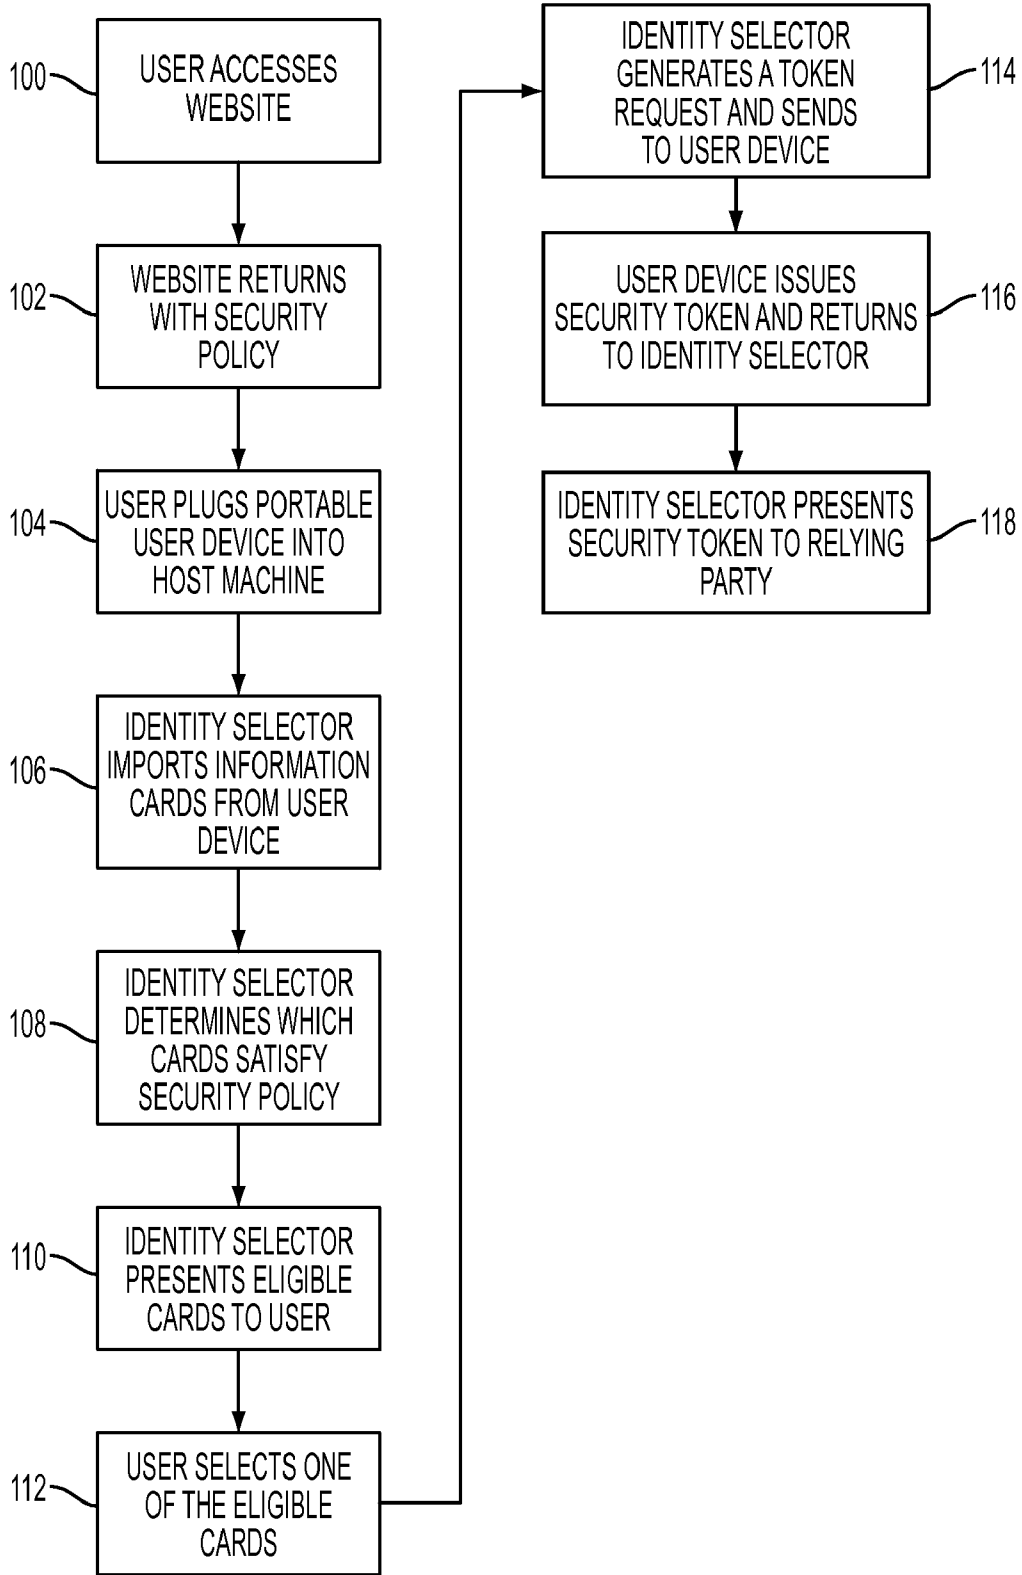 100
USER ACCESSES
WEBSITE
102
WEBSITE RETURNS
WITH SECURITY
POLICY
104
USER PLUGS PORTABLE
USER DEVICE INTO
HOST MACHINE
106
IDENTITY SELECTOR
IMPORTS INFORMATION
CARDS FROM USER
DEVICE
108
IDENTITY SELECTOR
DETERMINES WHICH
CARDS SATISFY
SECURITY POLICY
110
IDENTITY SELECTOR
PRESENTS ELIGIBLE
CARDS TO USER
112
USER SELECTS ONE
OF THE ELIGIBLE
CARDS
114
IDENTITY SELECTOR
GENERATES A TOKEN
REQUEST AND SENDS
TO USER DEVICE
116
USER DEVICE ISSUES
SECURITY TOKEN AND RETURNS
TO IDENTITY SELECTOR
118
IDENTITY SELECTOR PRESENTS
SECURITY TOKEN TO RELYING
PARTY